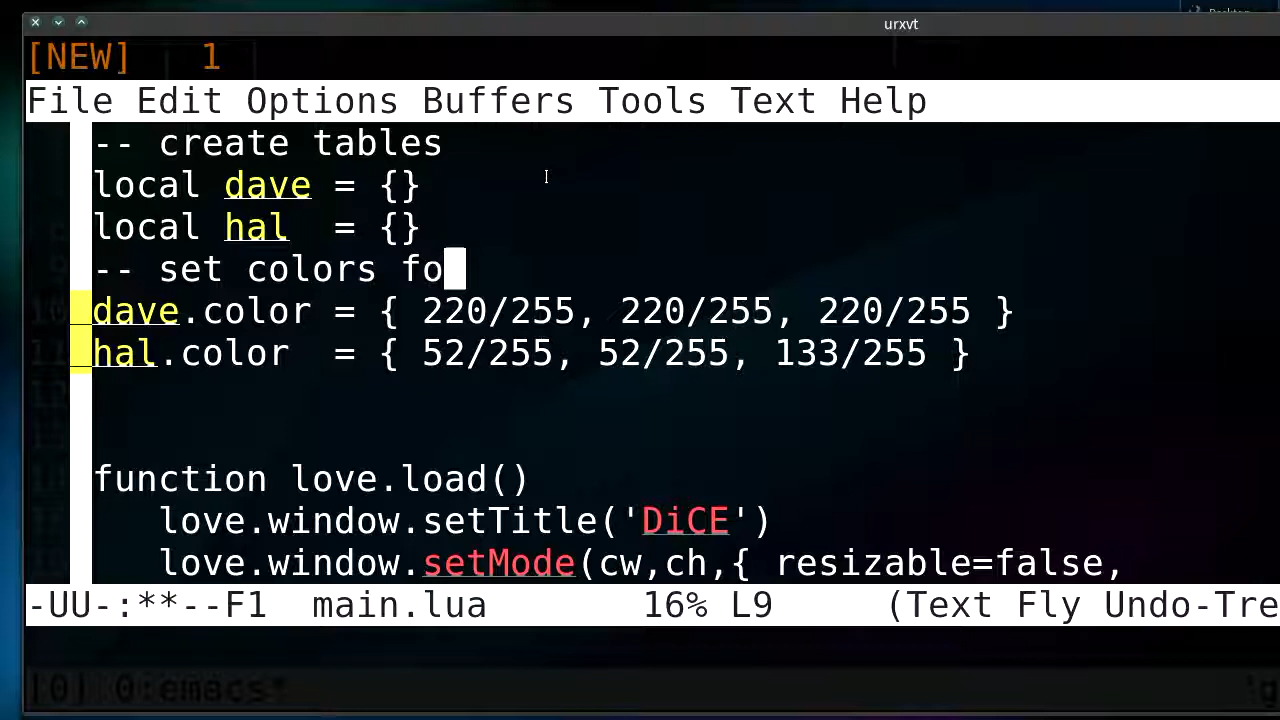 urxvt
[NEW] 1
File Edit Options Buffers Tools Text Help
-- create tables
local dave = {}
local hal  = {}
-- set colors fo
dave.color = { 220/255, 220/255, 220/255 }
hal.color  = { 52/255, 52/255, 133/255 }
function love.load()
   love.window.setTitle('DiCE')
   love.window.setMode(cw,ch,{ resizable=false,
-UU-:**--F1  main.lua       16% L9     (Text Fly Undo-Tre
[0] 0:emacs*